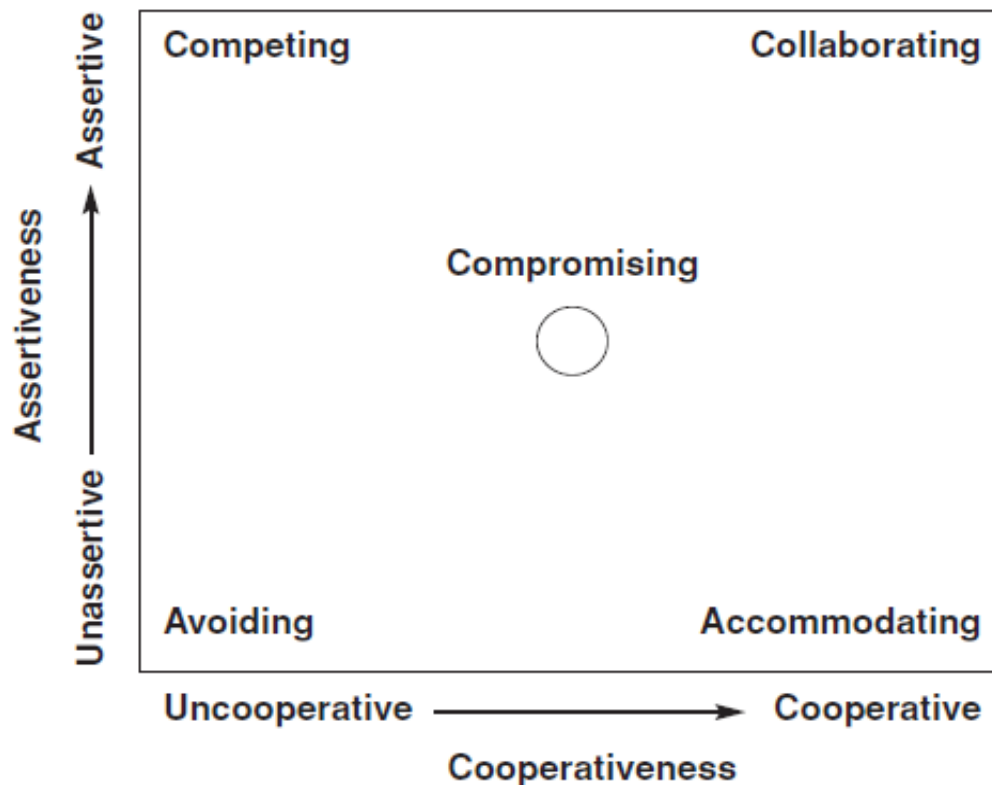 Competing
Collaborating
Assertive
Assertiveness
Compromising
Unassertive
Avoiding
Accommodating
Uncooperative
Cooperative
Cooperativeness